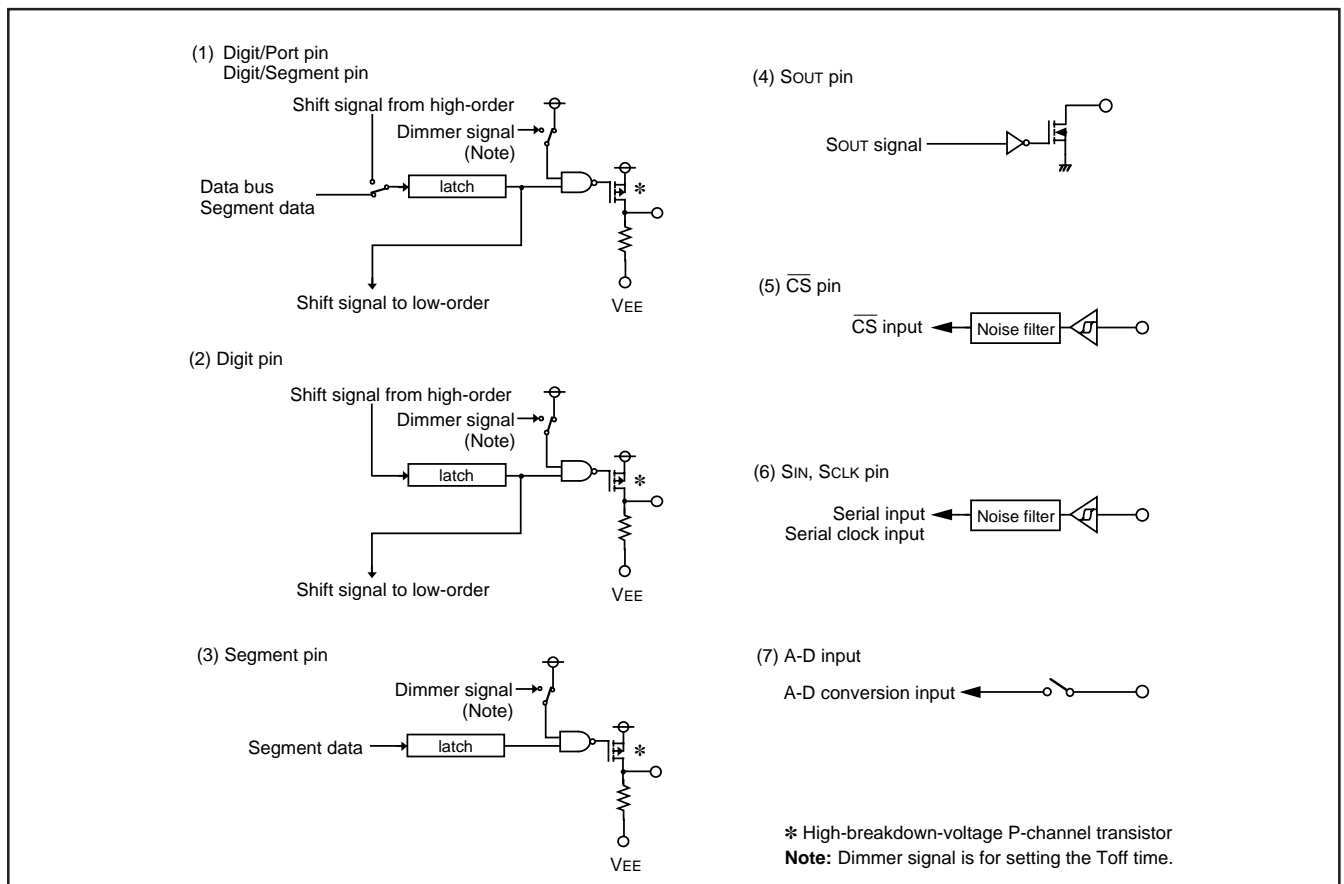 (1) Digit/Port pin
Digit/Segment pin
Shift signal from high-order
Dimmer signal
(Note)
Data bus
Segment data
latch
*
Shift signal to low-order
VEE
(2) Digit pin
Shift signal from high-order
Dimmer signal
(Note)
latch
*
Shift signal to low-order
VEE
(3) Segment pin
Dimmer signal
(Note)
Segment data
latch
*
VEE
(4) SOUT pin
SOUT signal
(5) C̅S̅ pin
C̅S̅ input
Noise filter
(6) SIN, SCLK pin
Serial input
Serial clock input
Noise filter
(7) A-D input
A-D conversion input
* High-breakdown-voltage P-channel transistor
Note: Dimmer signal is for setting the Toff time.